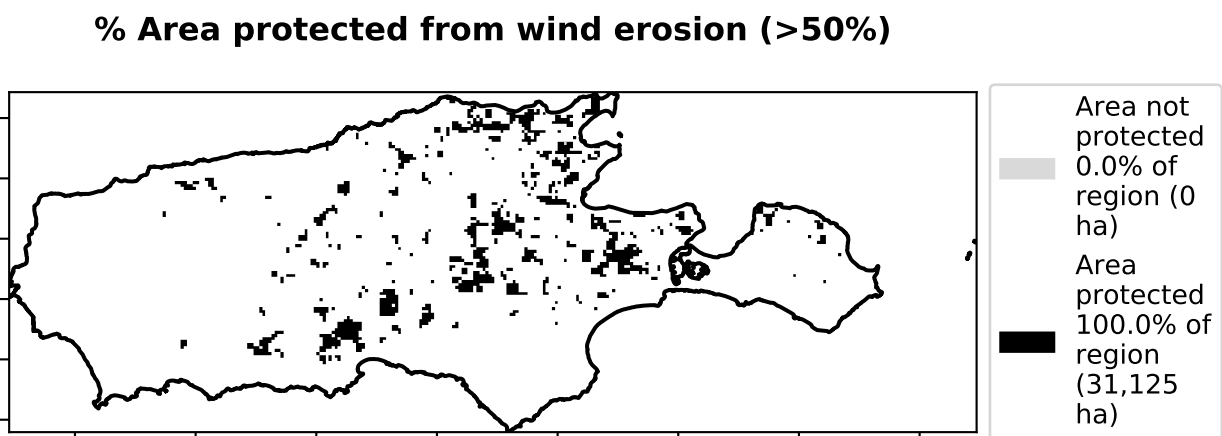 % Area protected from wind erosion (>50%)
Area not
protected
0.0% of
region (0
ha)
Area
protected
100.0% of
region
(31,125
ha)